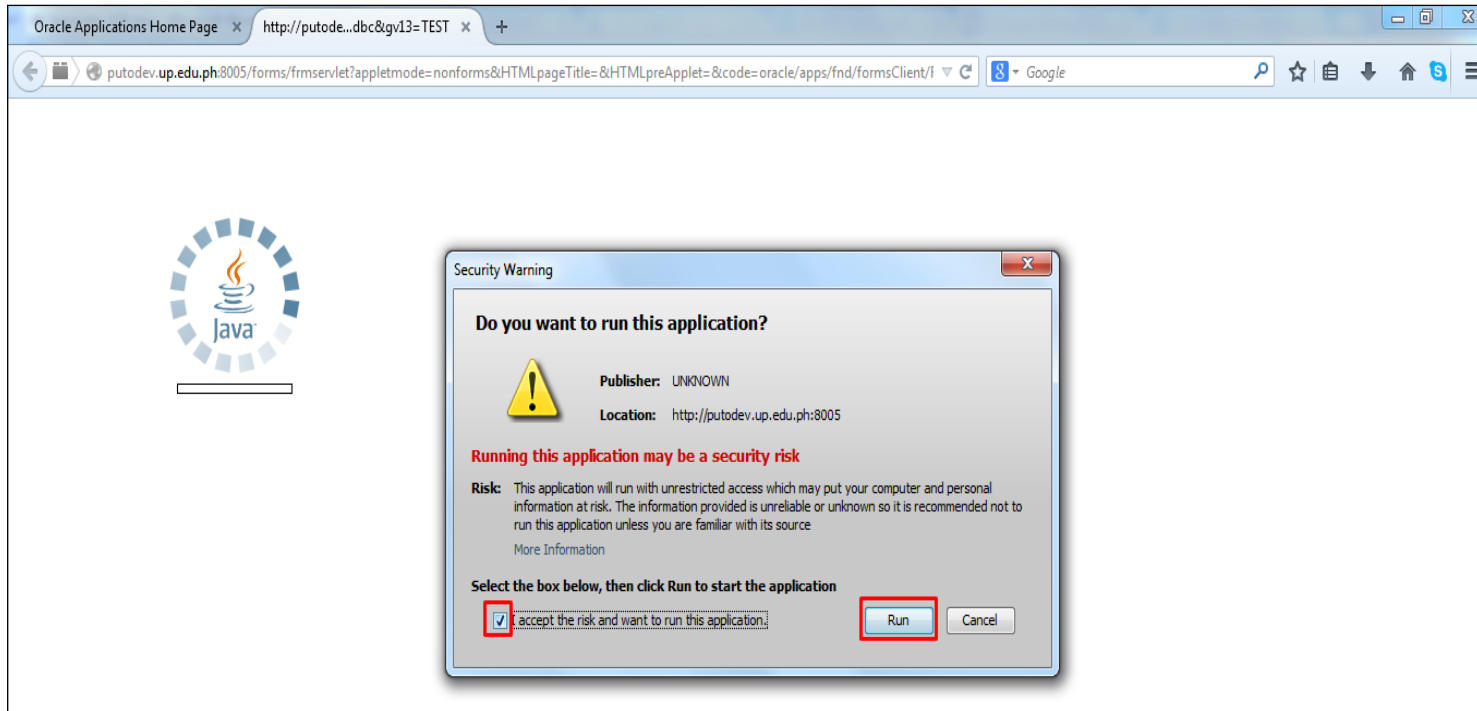 Oracle Applications Home Page
http://putode...dbc&gv13=TEST
putodev.up.edu.ph:8005/forms/frmservlet?appletmode=nonforms&HTMLpageTitle=&HTMLpreApplet=&code=oracle/apps/fnd/formsClient/
Google
Java
Security Warning
Do you want to run this application?
Publisher: UNKNOWN
Location: http://putodev.up.edu.ph:8005
Running this application may be a security risk
Risk: This application will run with unrestricted access which may put your computer and personal
information at risk. The information provided is unreliable or unknown so it is recommended not to
run this application unless you are familiar with its source
More Information
Select the box below, then click Run to start the application
I accept the risk and want to run this application.
Run
Cancel